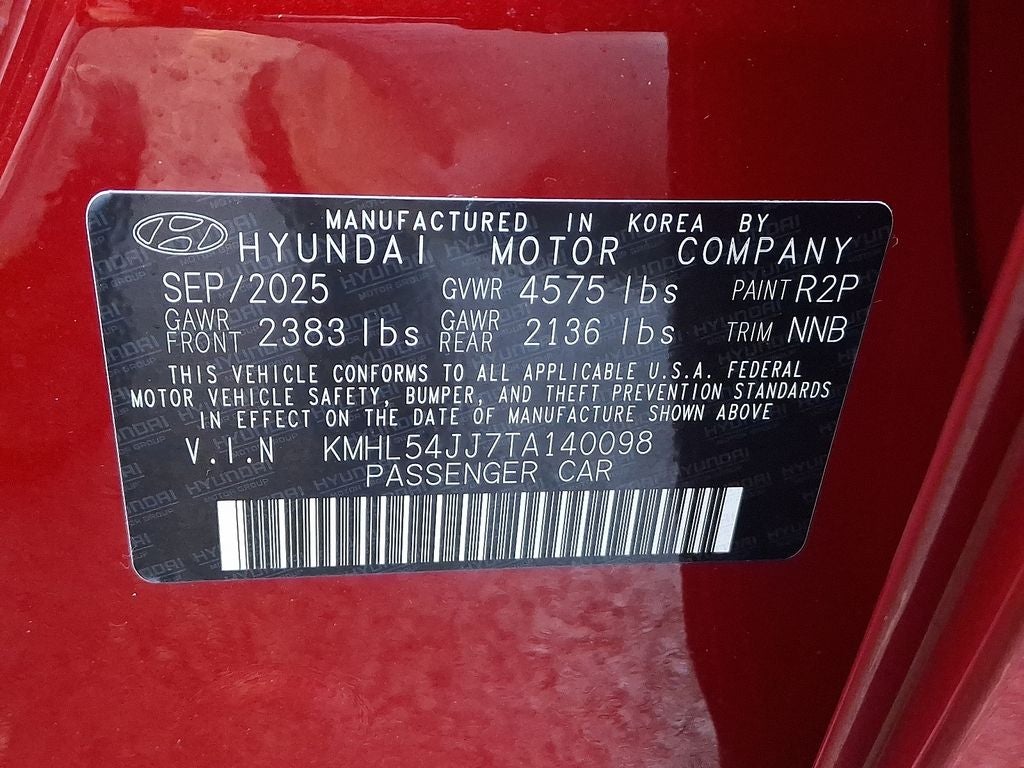 MANUFACTURED IN KOREA BY
HYUNDAI MOTOR COMPANY
SEP/2025 GVWR 4575 lbs PAINT R2P
GAWR FRONT 2383 lbs GAWR REAR 2136 lbs TRIM NNB
THIS VEHICLE CONFORMS TO ALL APPLICABLE U.S.A. FEDERAL
MOTOR VEHICLE SAFETY, BUMPER, AND THEFT PREVENTION STANDARDS
IN EFFECT ON THE DATE OF MANUFACTURE SHOWN ABOVE
V.I.N KMHL54JJ7TA140098
PASSENGER CAR